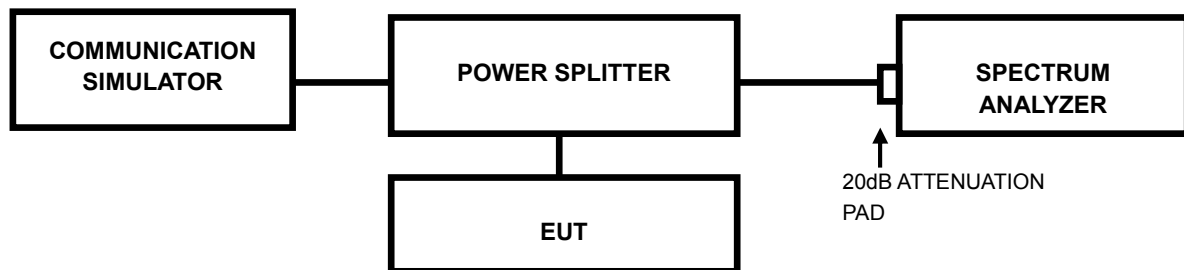 COMMUNICATION
SIMULATOR
POWER SPLITTER
SPECTRUM
ANALYZER
20dB ATTENUATION
PAD
EUT